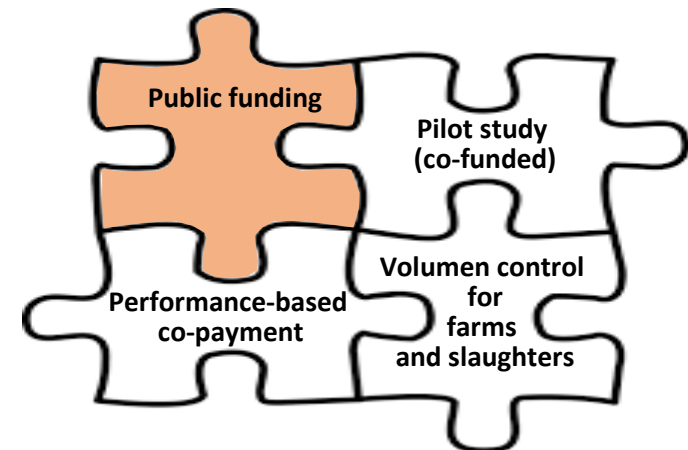 Public funding
Pilot study
(co-funded)
Performance-based
co-payment
Volumen control
for
farms
and slaughters